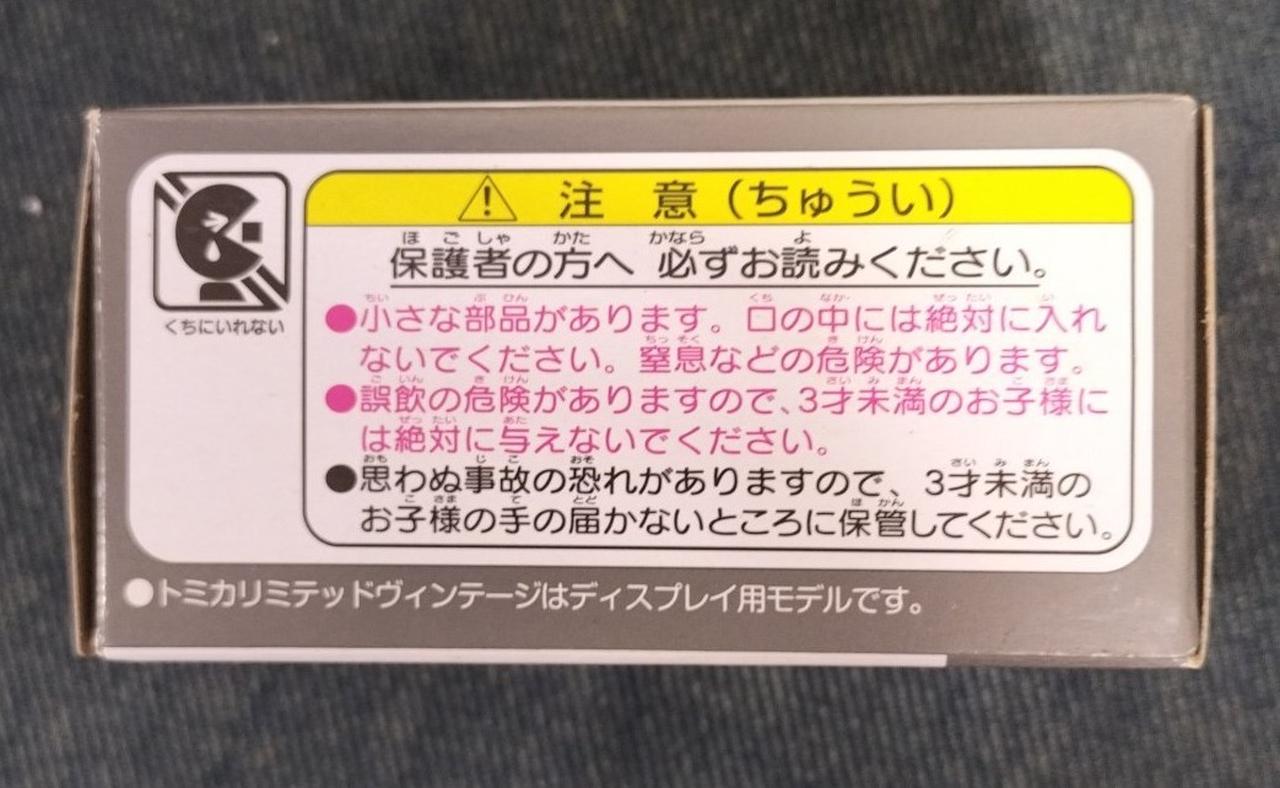 注 意（ちゅうい）
保護者の方へ 必ずお読みください。
●小さな部品があります。口の中には絶対に入れ
ないでください。窒息などの危険があります。
●誤飲の危険がありますので、3才未満のお子様に
は絶対に与えないでください。
●思わぬ事故の恐れがありますので、3才未満の
お子様の手の届かないところに保管してください。
くちにいれない
●トミカリミテッドヴィンテージはディスプレイ用モデルです。